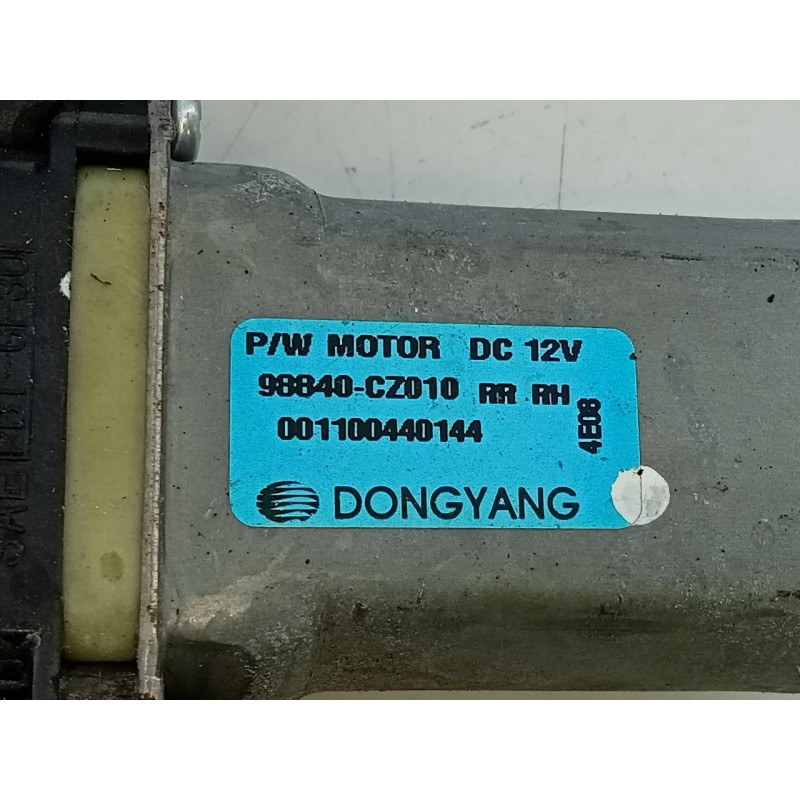 P/W MOTOR DC 12V
98840-CZ010 RR RH
001100440144
4E08
DONGYANG